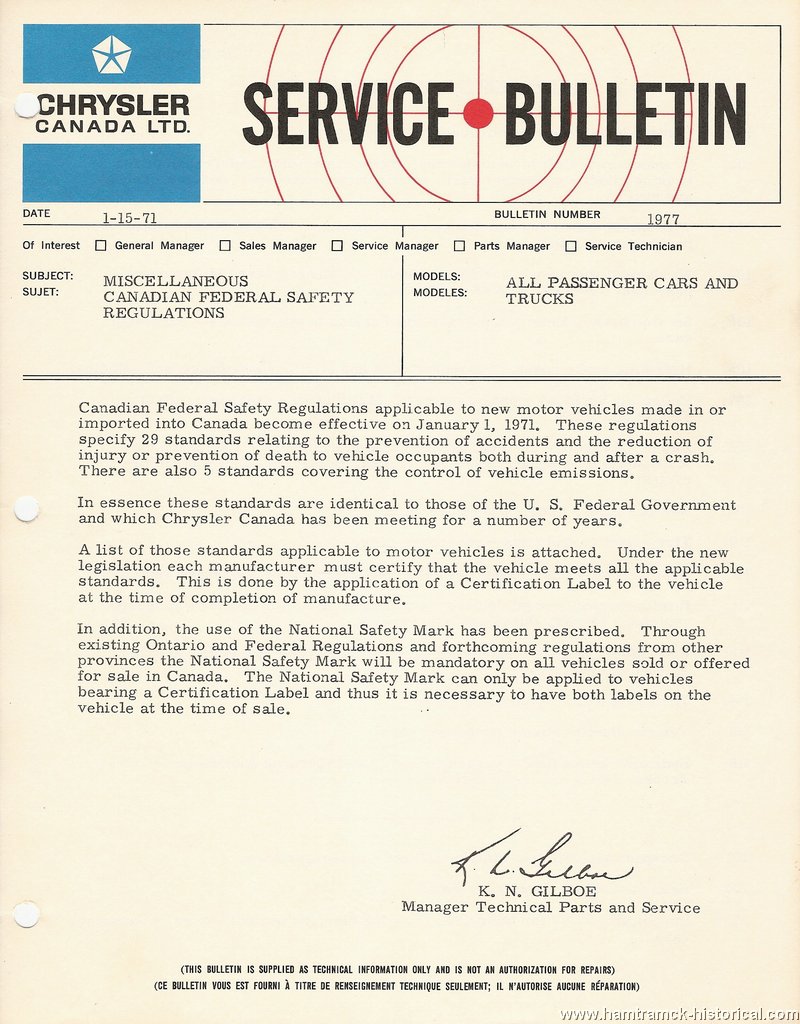 CHRYSLER
CANADA LTD.
SERVICE BULLETIN
DATE 1-15-71 BULLETIN NUMBER 1977
Of Interest General Manager Sales Manager Service Manager Parts Manager Service Technician
SUBJECT: MISCELLANEOUS
SUJET: CANADIAN FEDERAL SAFETY
REGULATIONS
MODELS: ALL PASSENGER CARS AND
MODELES: TRUCKS
Canadian Federal Safety Regulations applicable to new motor vehicles made in or
imported into Canada become effective on January 1, 1971. These regulations
specify 29 standards relating to the prevention of accidents and the reduction of
injury or prevention of death to vehicle occupants both during and after a crash.
There are also 5 standards covering the control of vehicle emissions.
In essence these standards are identical to those of the U. S. Federal Government
and which Chrysler Canada has been meeting for a number of years.
A list of those standards applicable to motor vehicles is attached. Under the new
legislation each manufacturer must certify that the vehicle meets all the applicable
standards. This is done by the application of a Certification Label to the vehicle
at the time of completion of manufacture.
In addition, the use of the National Safety Mark has been prescribed. Through
existing Ontario and Federal Regulations and forthcoming regulations from other
provinces the National Safety Mark will be mandatory on all vehicles sold or offered
for sale in Canada. The National Safety Mark can only be applied to vehicles
bearing a Certification Label and thus it is necessary to have both labels on the
vehicle at the time of sale.
K. N. Gilboe
K. N. GILBOE
Manager Technical Parts and Service
(THIS BULLETIN IS SUPPLIED AS TECHNICAL INFORMATION ONLY AND IS NOT AN AUTHORIZATION FOR REPAIRS)
(CE BULLETIN VOUS EST FOURNI À TITRE DE RENSEIGNEMENT TECHNIQUE SEULEMENT; IL N'AUTORISE AUCUNE RÉPARATION)
www.hamtramck-historical.com